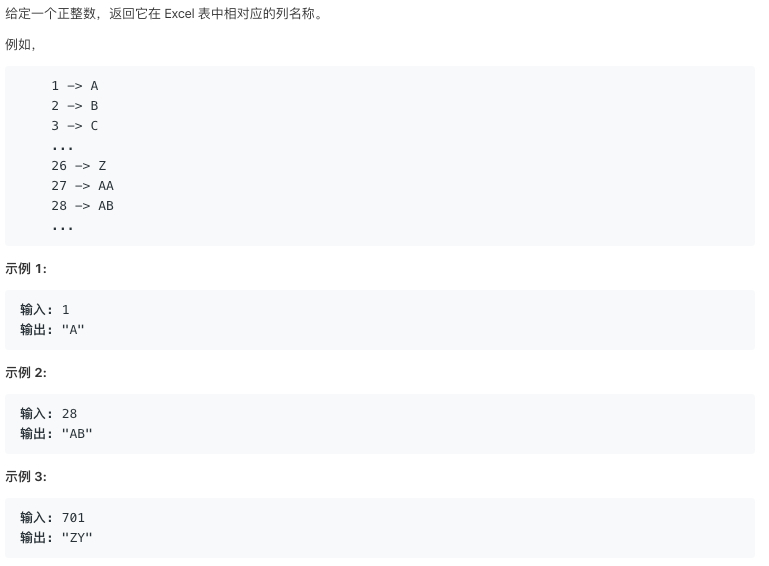 给定一个正整数，返回它在 Excel 表中相对应的列名称。
例如，
1 -> A
2 -> B
3 -> C
...
26 -> Z
27 -> AA
28 -> AB
...
示例 1:
输入: 1
输出: "A"
示例 2:
输入: 28
输出: "AB"
示例 3:
输入: 701
输出: "ZY"